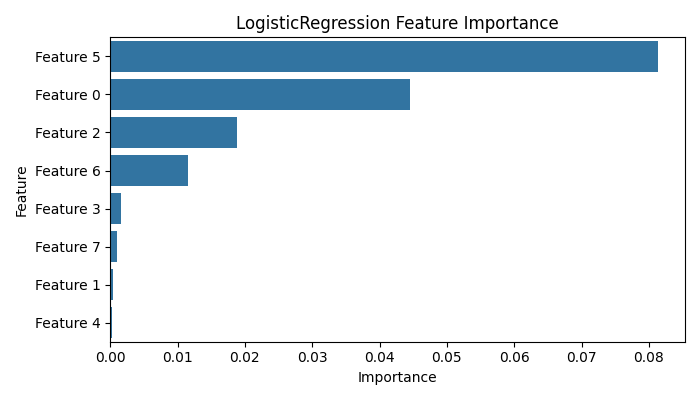 LogisticRegression Feature Importance
Feature
Feature 5
Feature 0
Feature 2
Feature 6
Feature 3
Feature 7
Feature 1
Feature 4
0.00 0.01 0.02 0.03 0.04 0.05 0.06 0.07 0.08
Importance